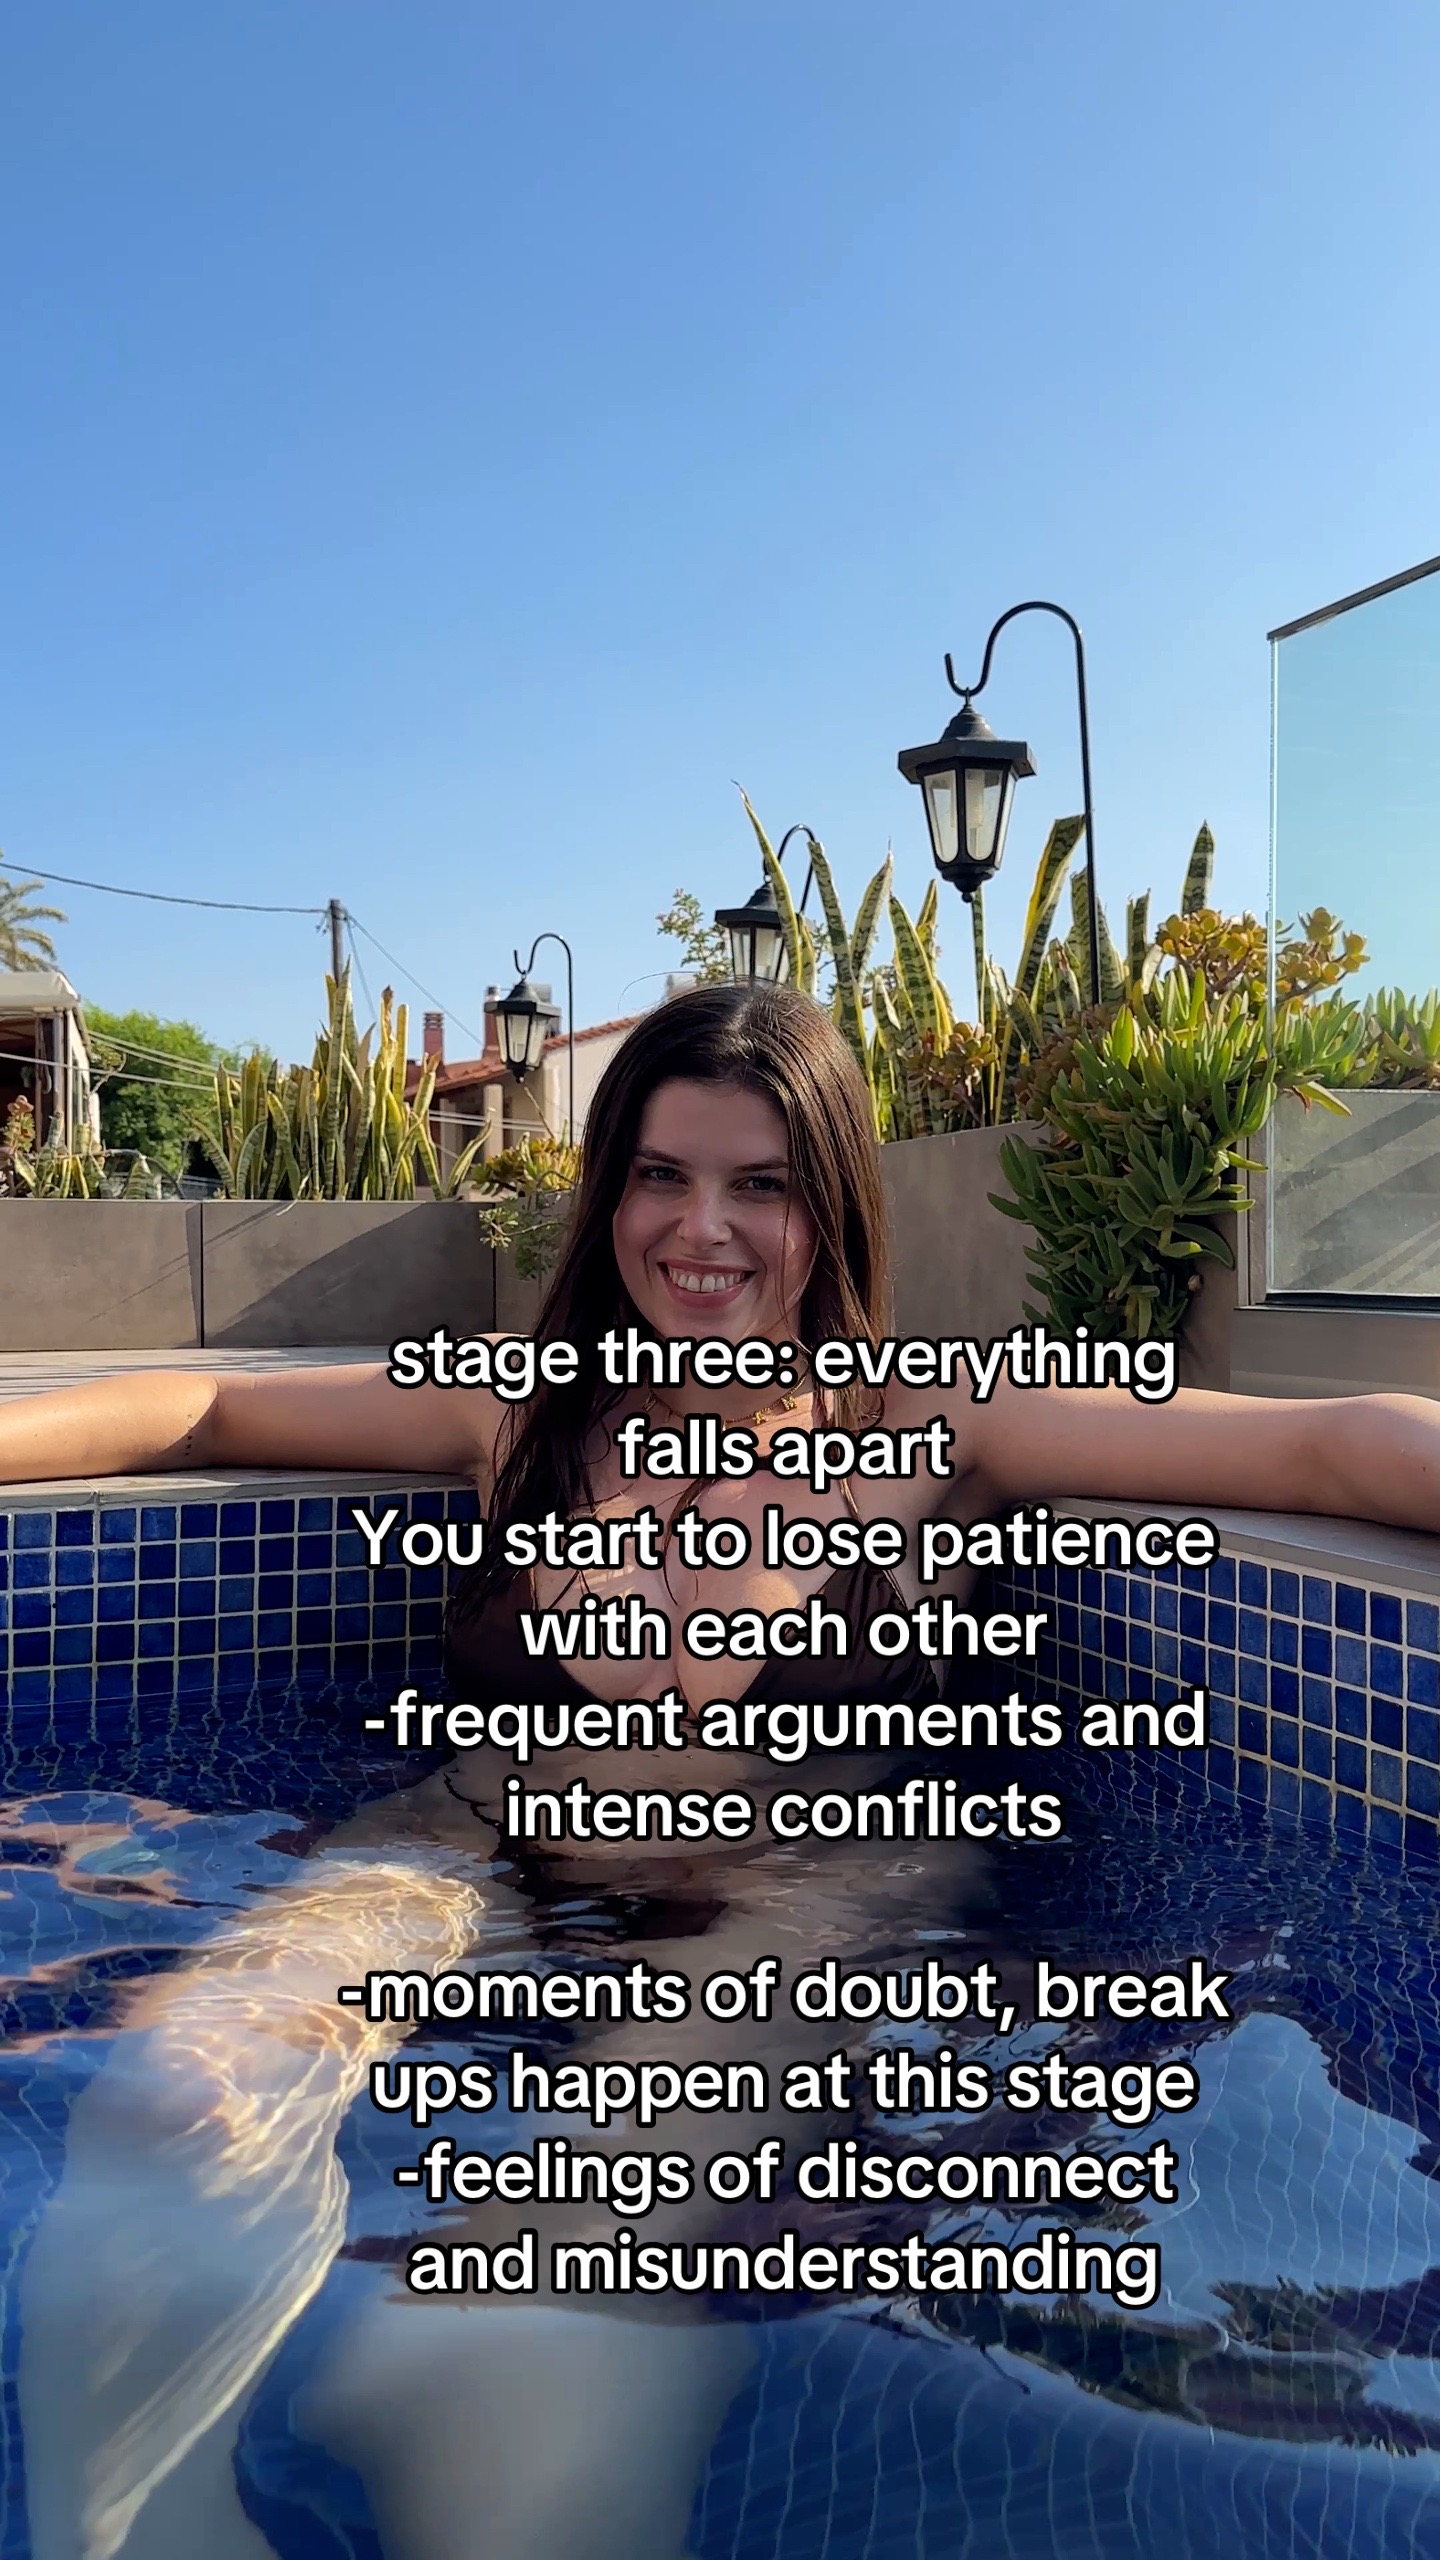 stage three: everything
falls apart
You start to lose patience
with each other
-frequent arguments and
intense conflicts
-moments of doubt, break
ups happen at this stage
-feelings of disconnect
and misunderstanding